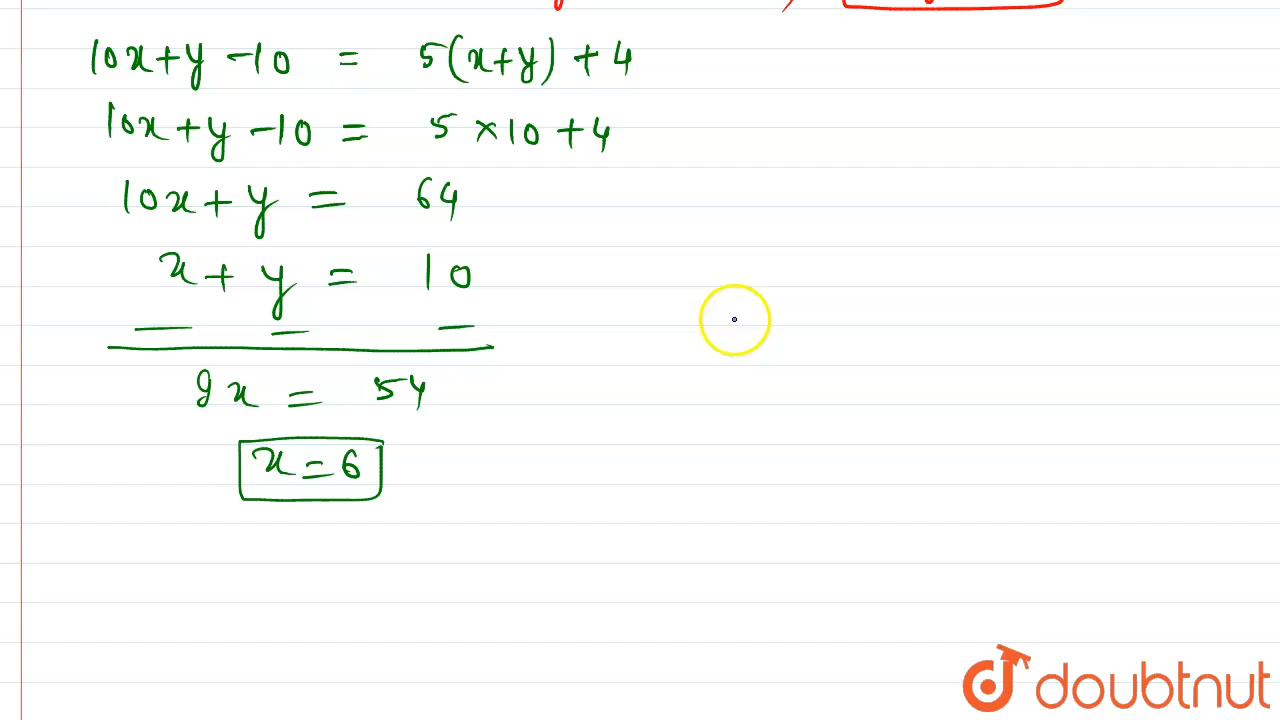 10x+y -10 = 5(x+y) + 4
10x+y -10 = 5 × 10 + 4
10x + y = 64
x + y = 10
— — —
9x = 54
x = 6
doubtnut